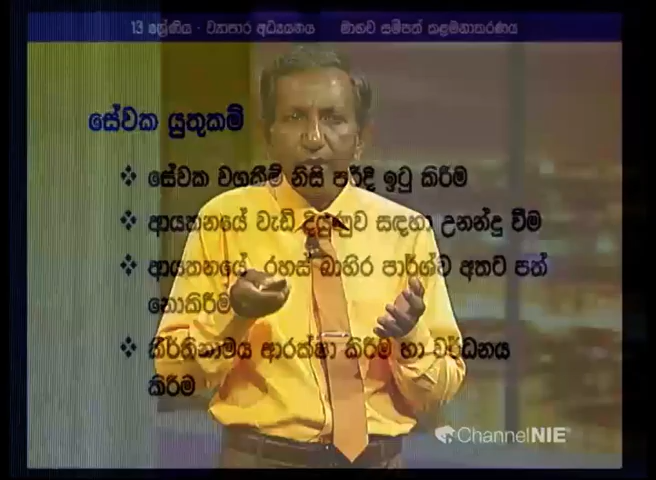 13 ශ්‍රේණිය - ව්‍යාපාර අධ්‍යයනය මානව සම්පත් කළමනාකරණය
සේවක යුතුකම්
❖ සේවක වගකීම් නිසි පරිදි ඉටු කිරීම
❖ ආයතනයේ වැඩි දියුණුව සඳහා උනන්දු වීම
❖ ආයතනයේ රහස් බාහිර පාර්ශ්ව අතට පත්
නොකිරීම
❖ කීර්තිනාමය ආරක්ෂා කිරීම හා වර්ධනය
කිරීම
ChannelNIE